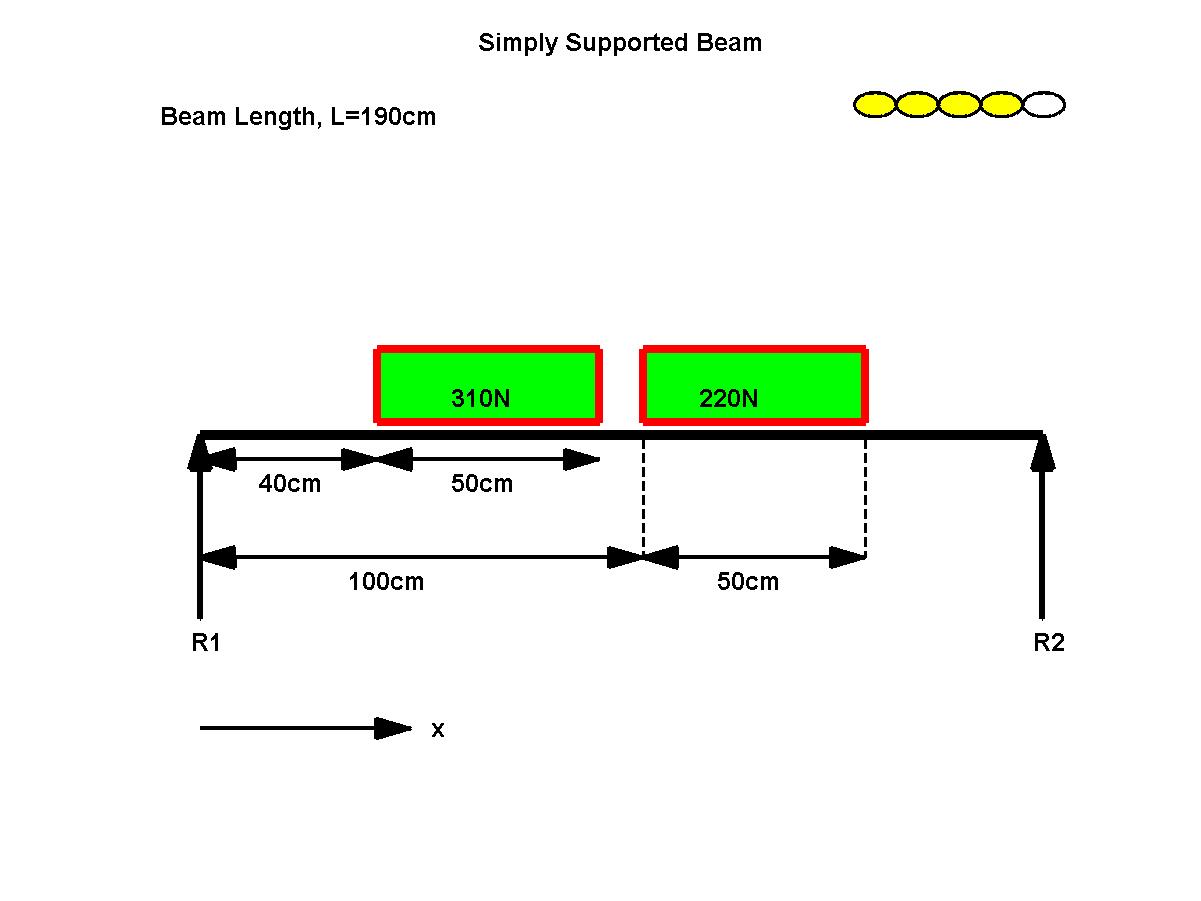 Simply Supported Beam
Beam Length, L=190cm
310N
220N
40cm
50cm
100cm
50cm
R1
R2
x